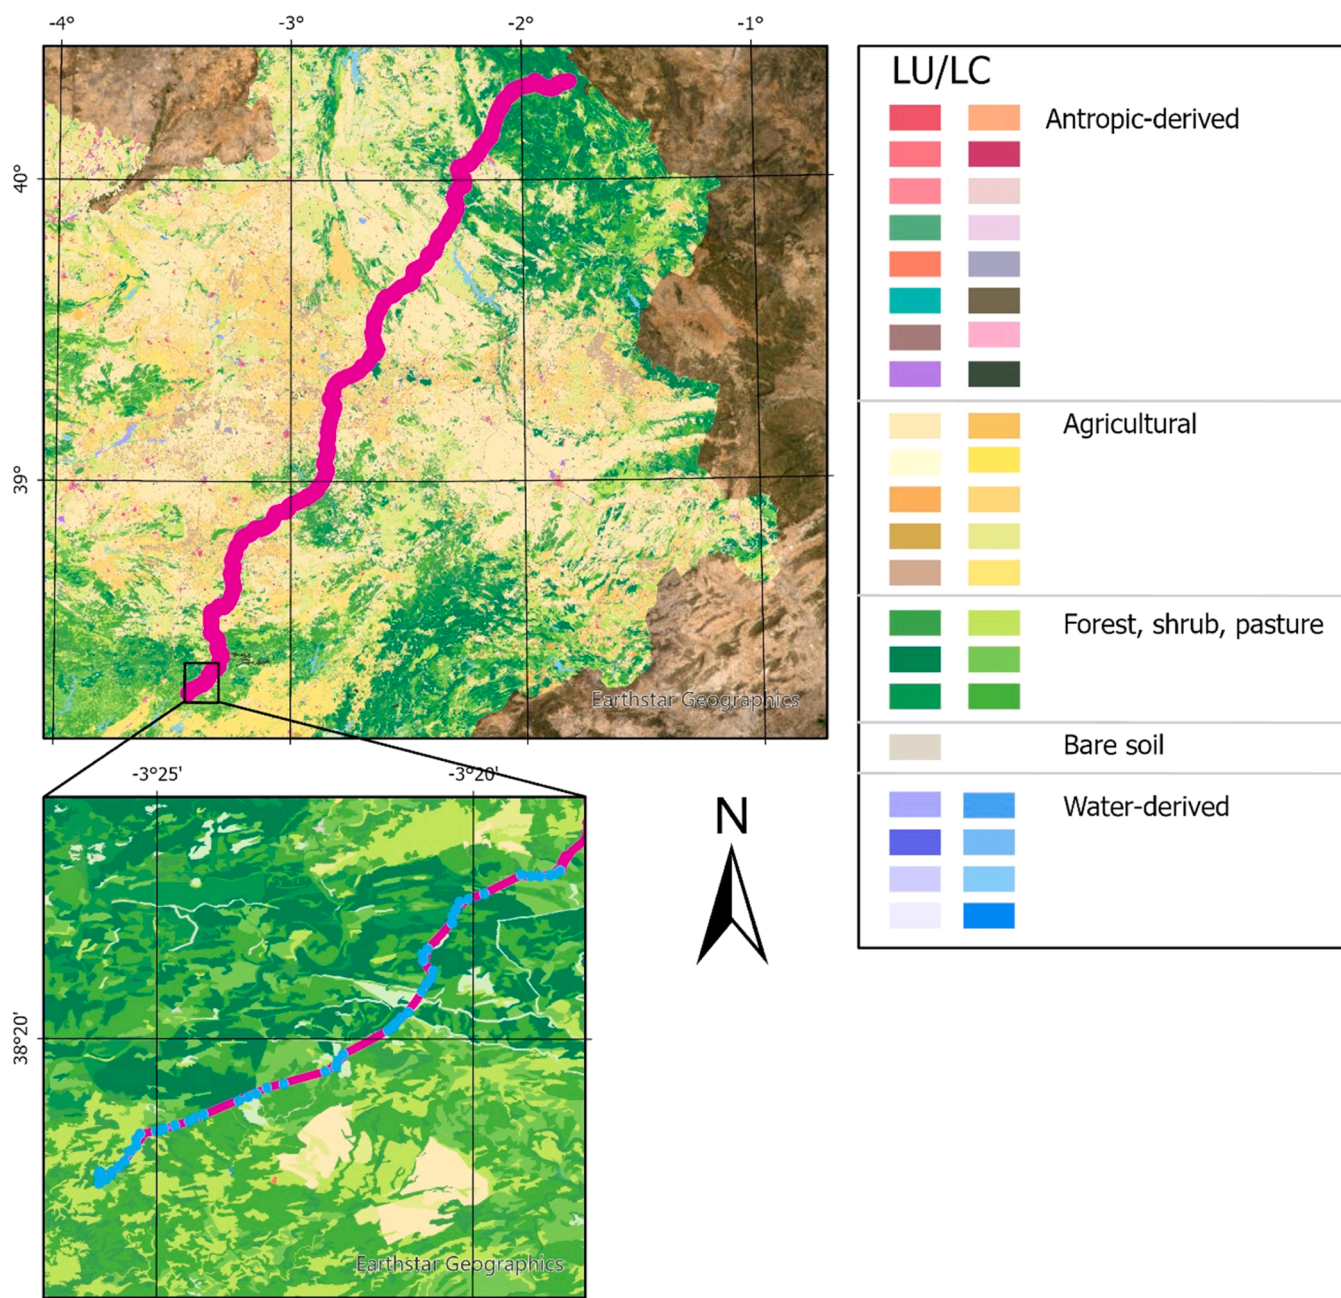 -4° -3° -2° -1°
LU/LC
Antropic-derived
40°
Agricultural
39°
Forest, shrub, pasture
Earthstar Geographics
Bare soil
-3°25' -3°20'
Water-derived
N
38°20'
Earthstar Geographics